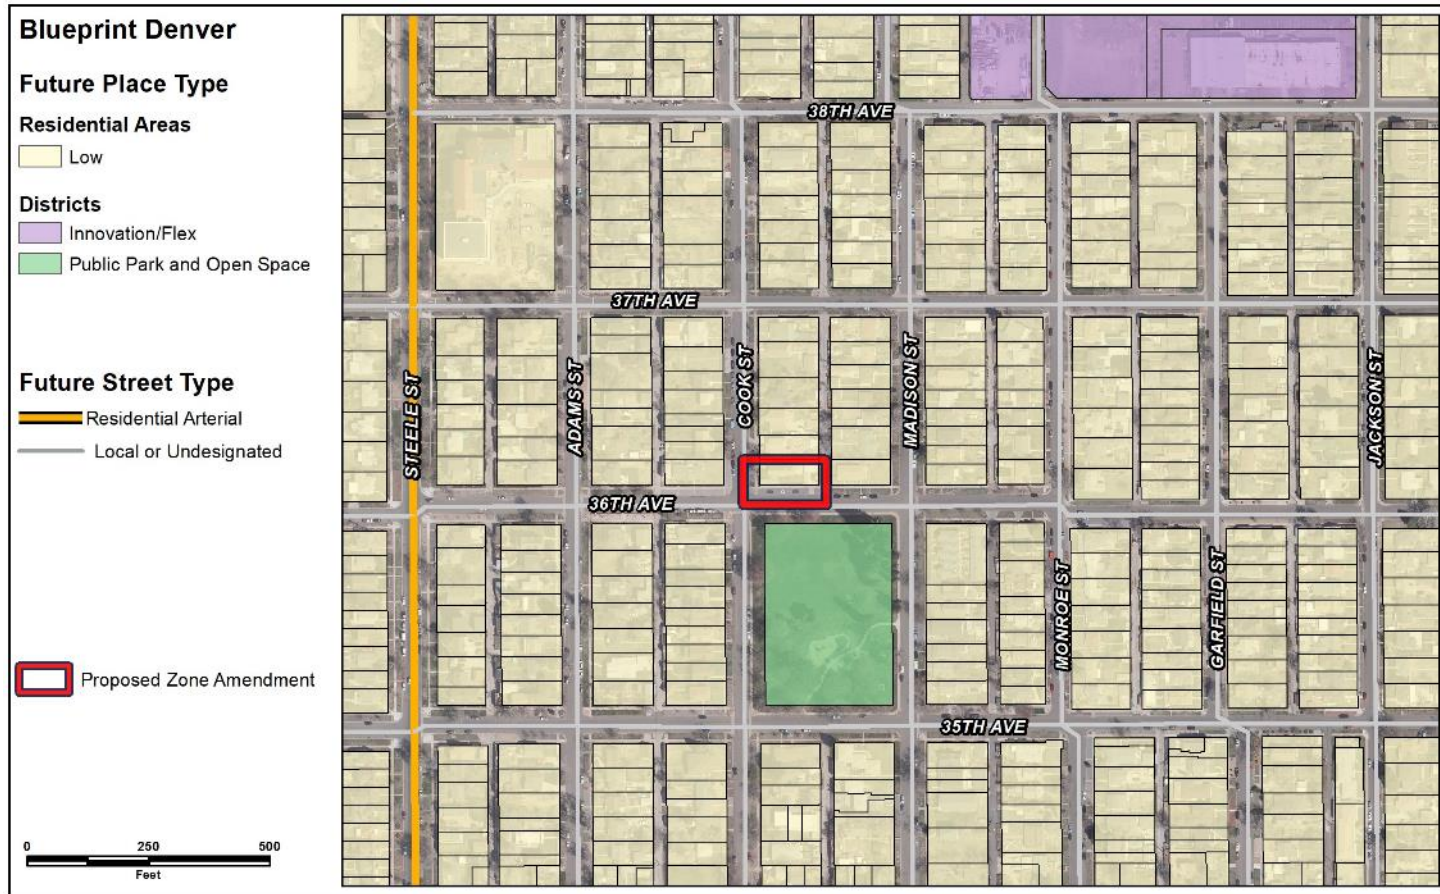 Blueprint Denver
Future Place Type
Residential Areas
Low
Districts
Innovation/Flex
Public Park and Open Space
Future Street Type
Residential Arterial
Local or Undesignated
Proposed Zone Amendment
0 250 500
Feet
38TH AVE
37TH AVE
STEELE ST
ADAMS ST
COOK ST
MADISON ST
JACKSON ST
36TH AVE
MONROE ST
GARFIELD ST
35TH AVE